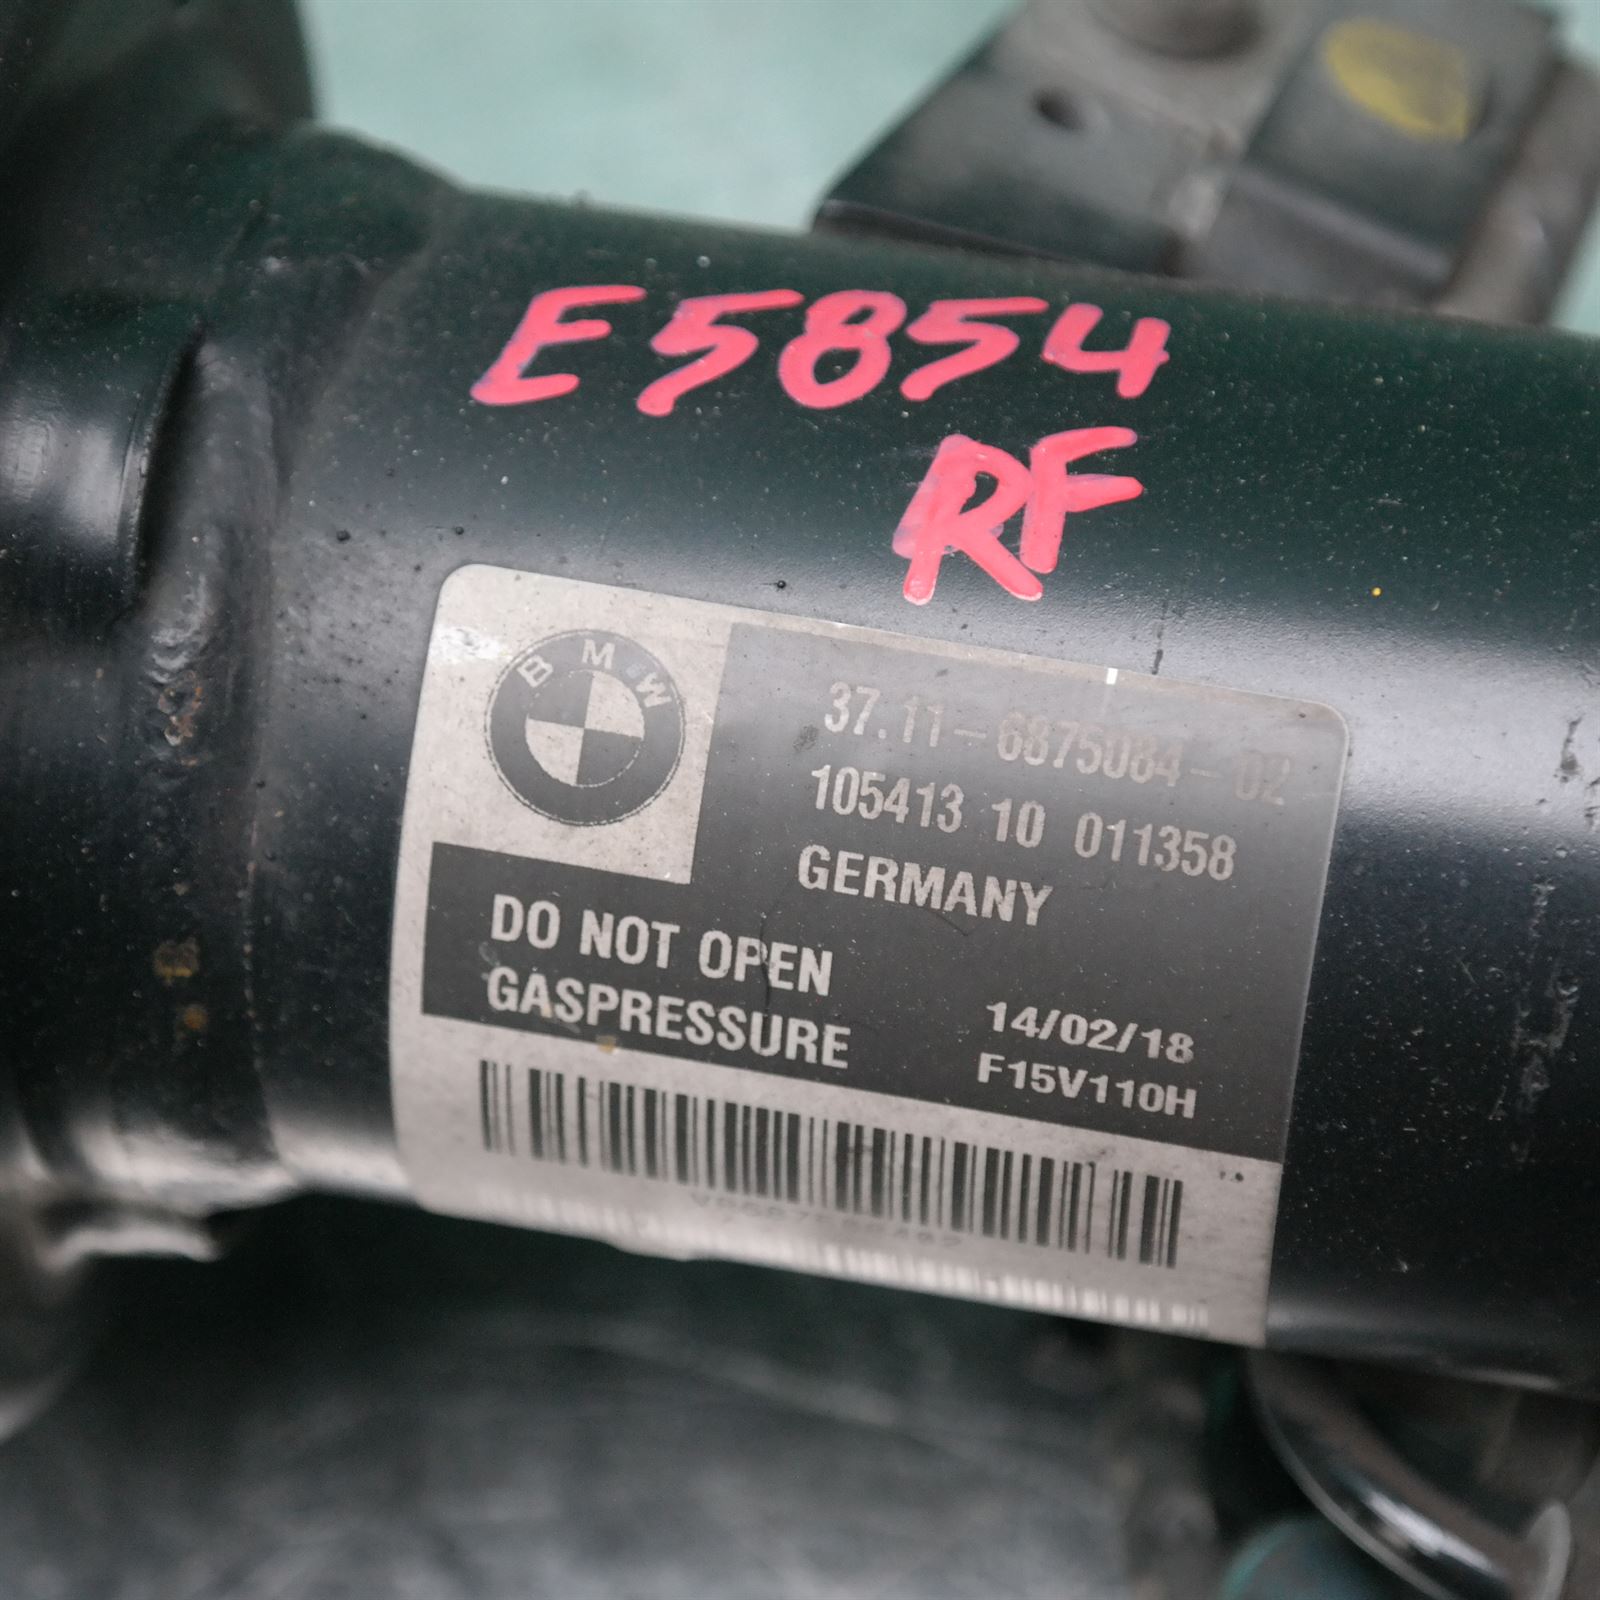 E5854
RF
BMW
37.11-6875084-02
105413 10 011358
GERMANY
DO NOT OPEN
GASPRESSURE
14/02/18
F15V110H